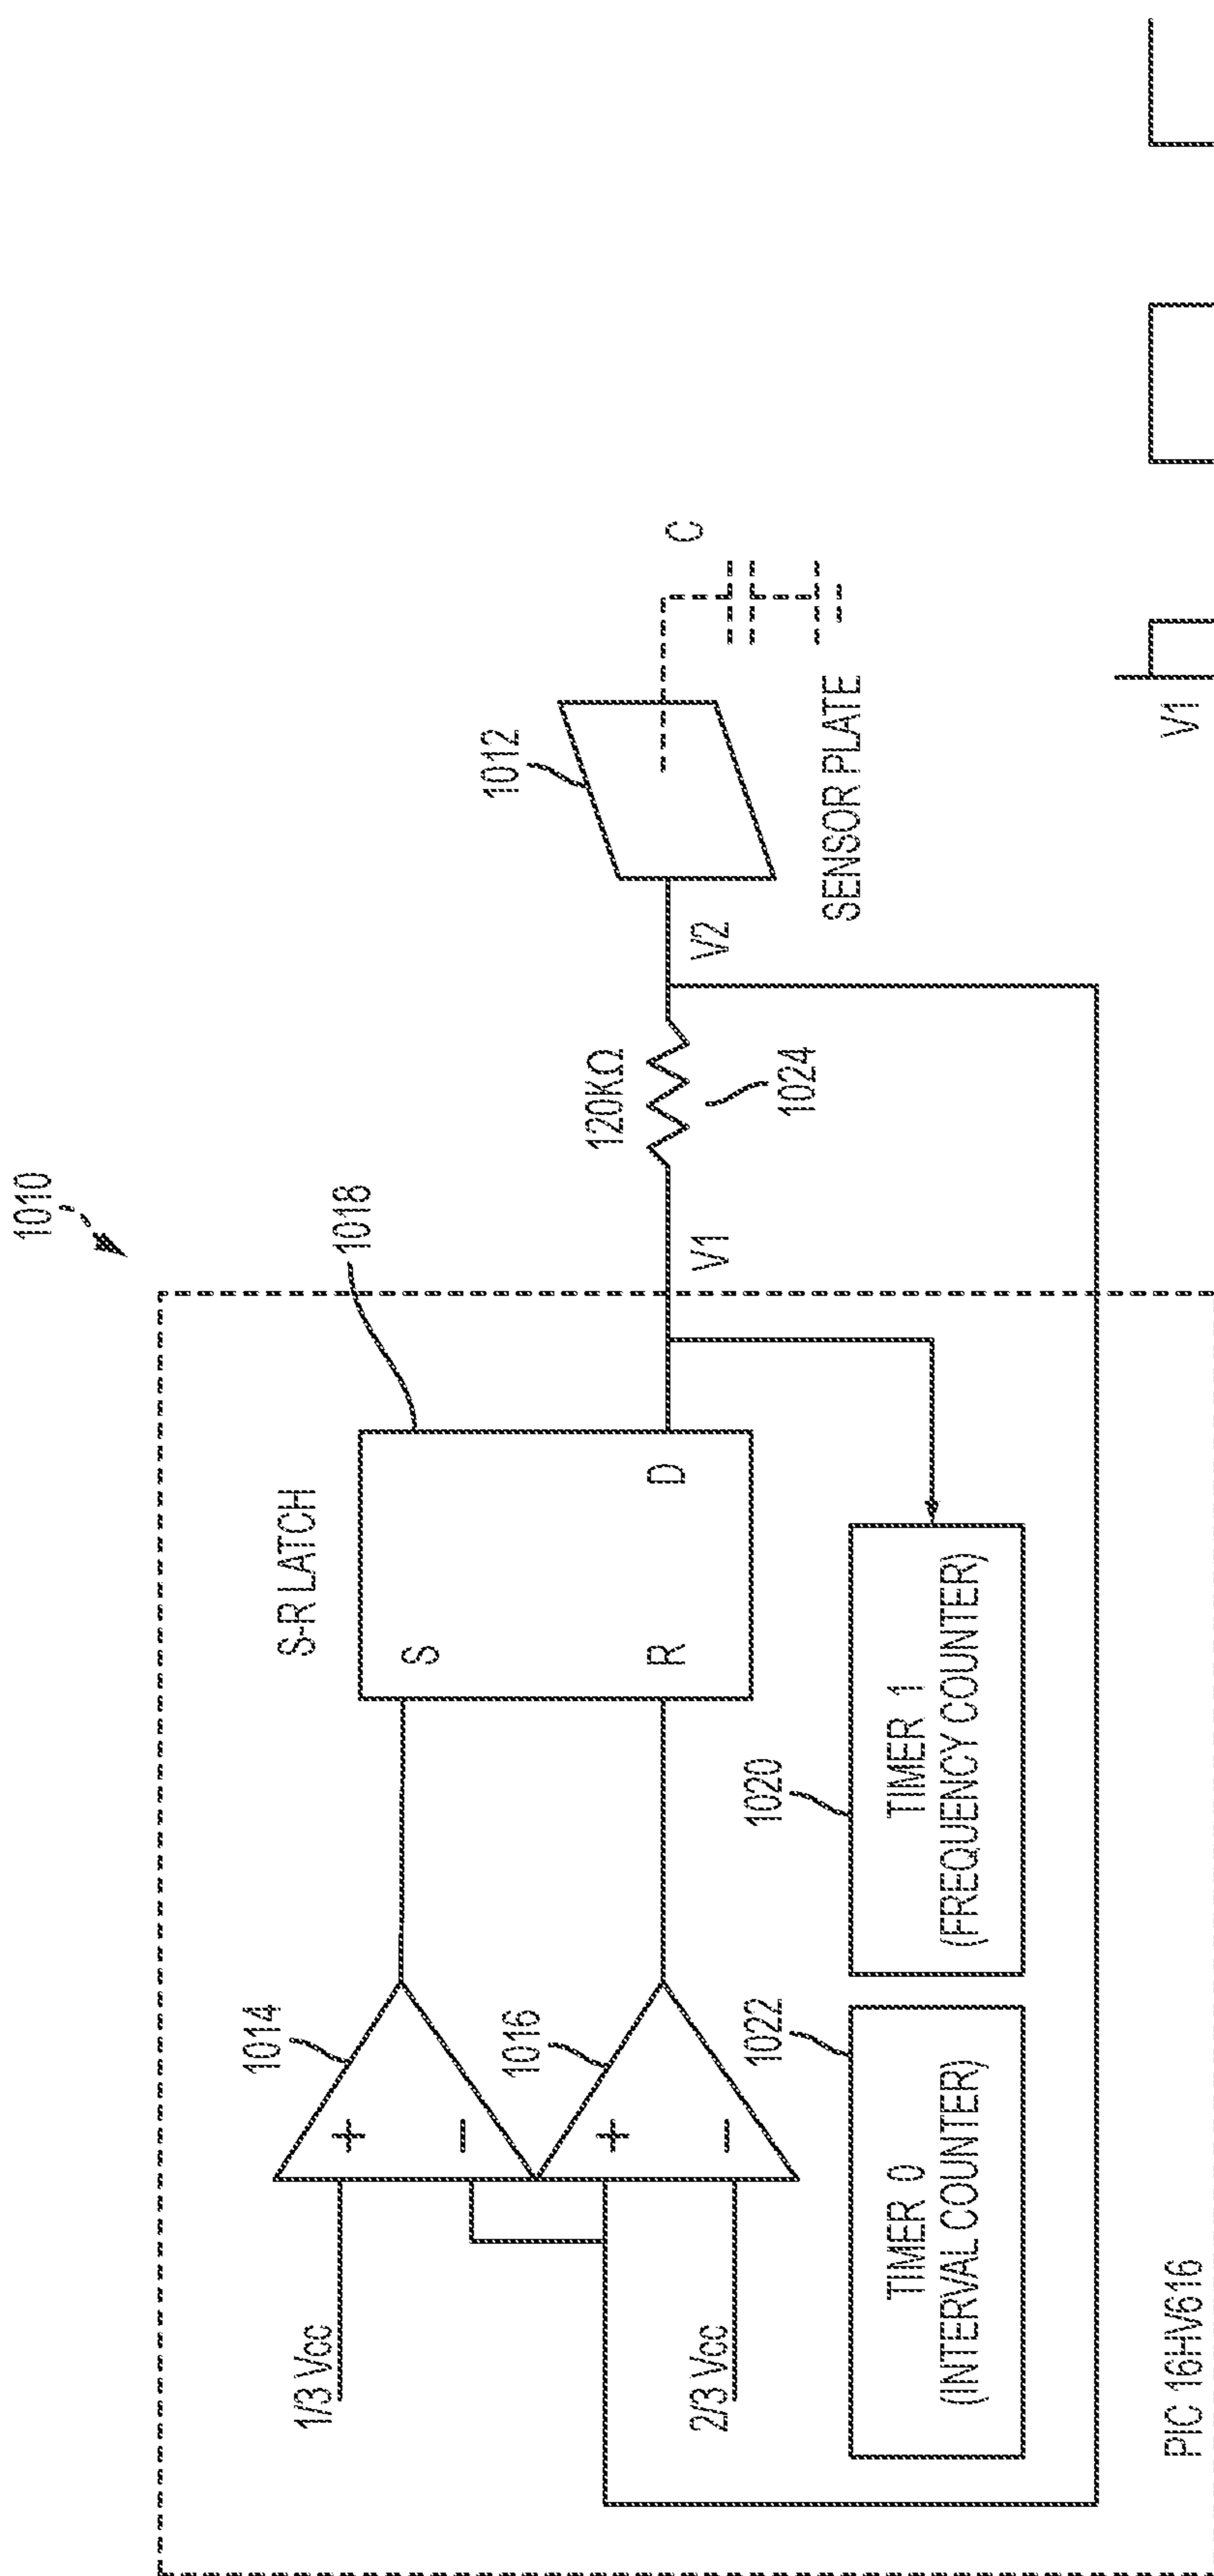 1010
S-R LATCH
1018
1014
+
−
1/3 Vcc
S
1016
+
−
2/3 Vcc
R
D
V1
120KΩ
1024
V2
1012
C
SENSOR PLATE
1022
TIMER 0
(INTERVAL COUNTER)
1020
TIMER 1
(FREQUENCY COUNTER)
PIC 16HV616
V1